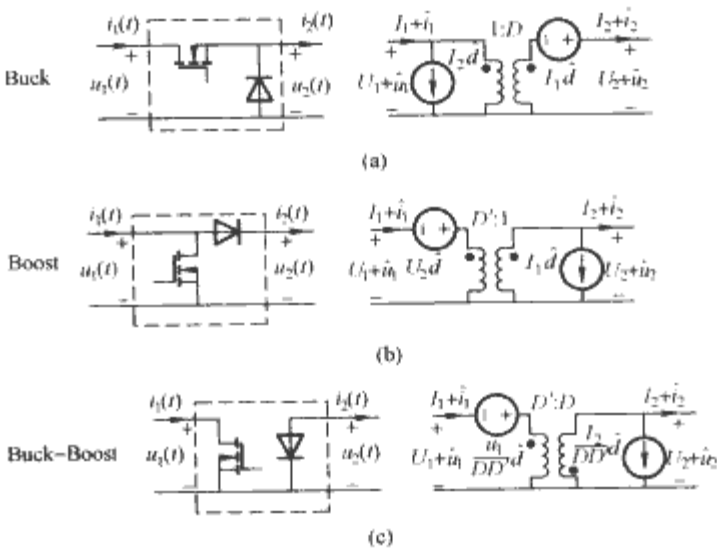 i₁(t) i₂(t) I₁+î₁ 1:D I₂+î₂
Buck u₂(t) u₂(t) U₁+û₁ I₂d̂ I₁d̂ U₂+û₂
(a)
i₁(t) i₂(t) I₁+î₁ D':1 I₂+î₂
Boost u₁(t) u₂(t) U₁+û₁ U₂d̂ I₁d̂ U₂+û₂
(b)
i₁(t) i₂(t) I₁+î₁ D':D I₂+î₂
Buck-Boost u₁(t) u₂(t) U₁+û₁ u₁/DD' d̂ I₂/DD' d̂ U₂+û₂
(c)